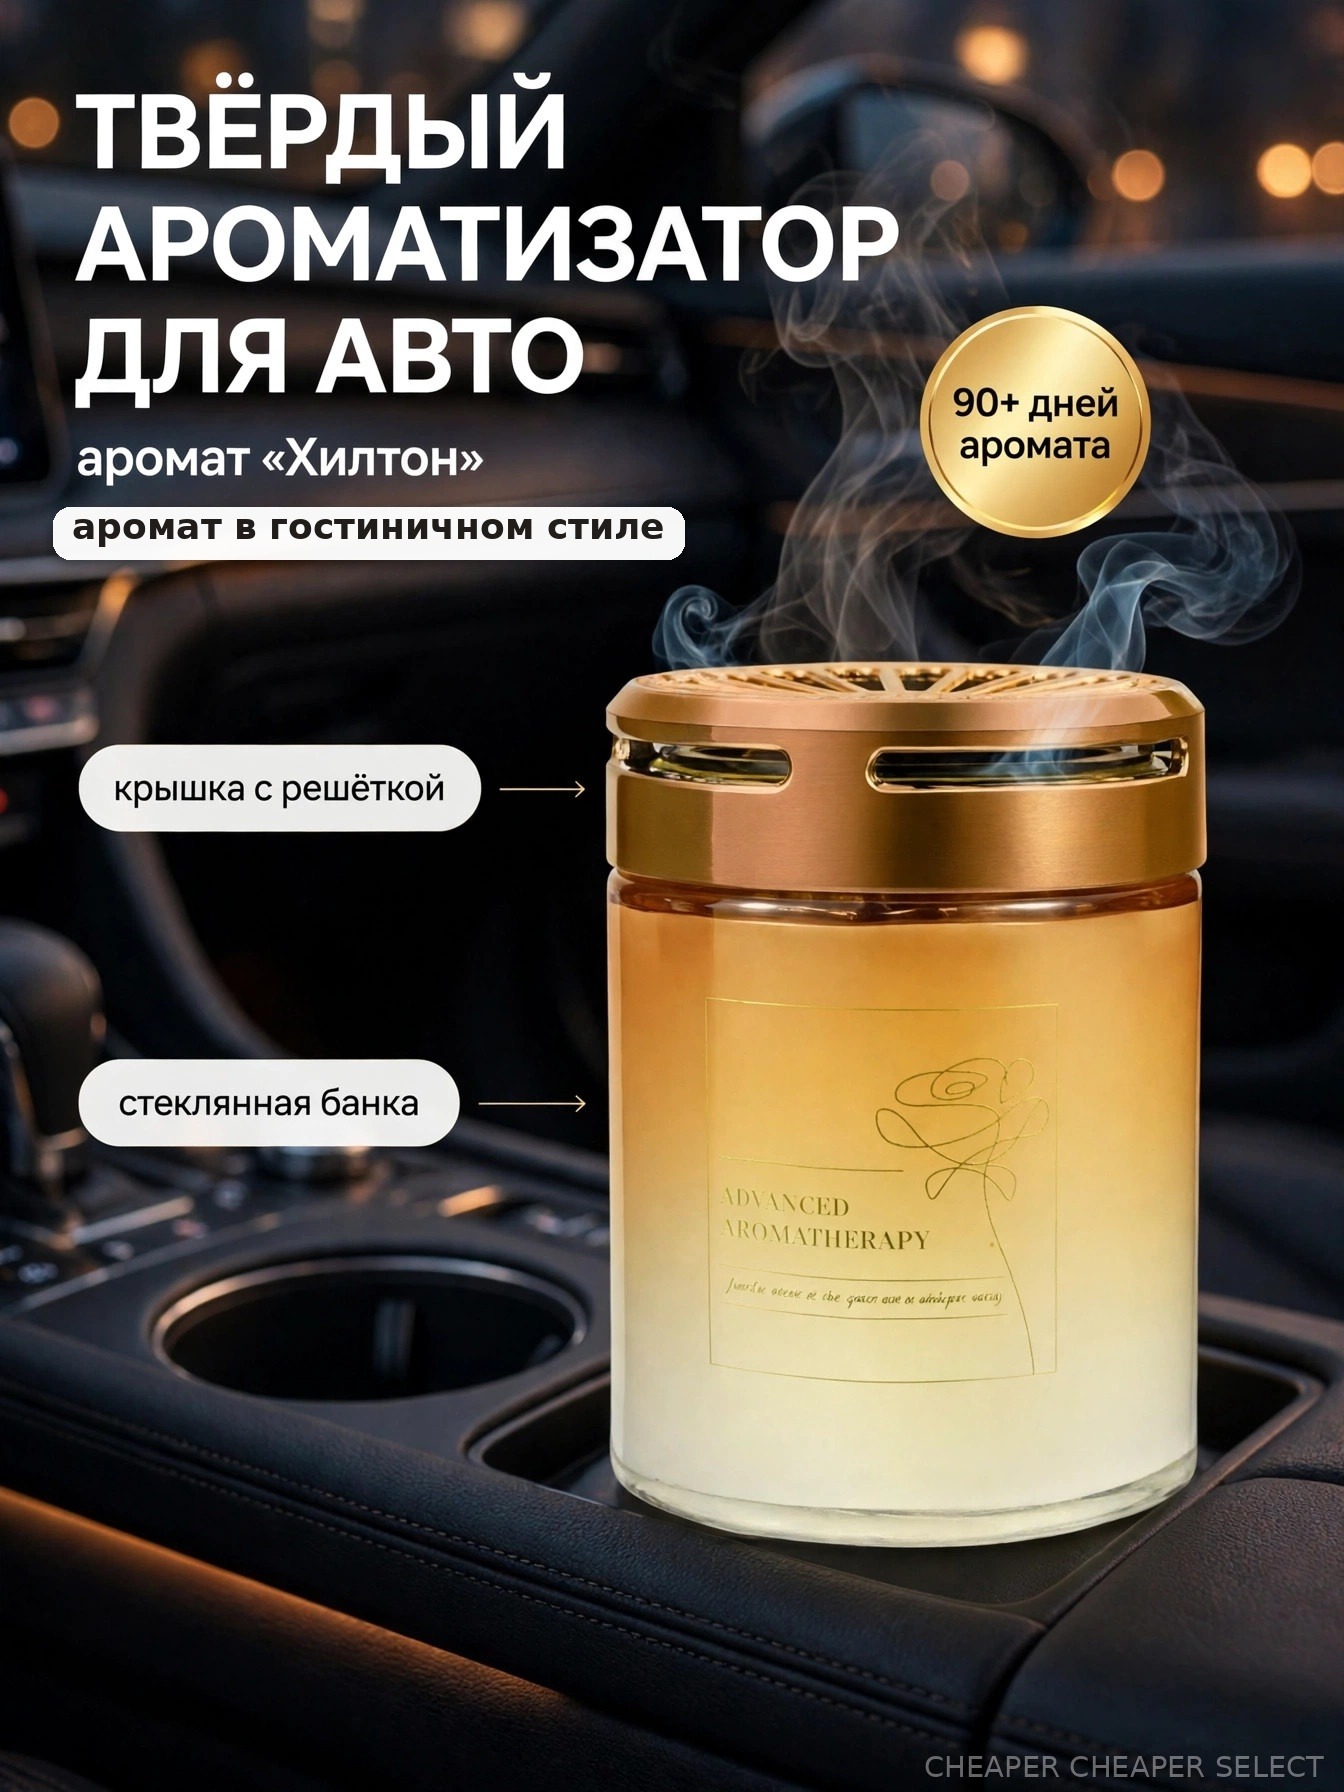 ТВЁРДЫЙ
АРОМАТИЗАТОР
ДЛЯ АВТО
аромат «Хилтон»
аромат в гостиничном стиле
90+ дней
аромата
крышка с решёткой
стеклянная банка
ADVANCED
AROMATHERAPY
CHEAPER CHEAPER SELECT